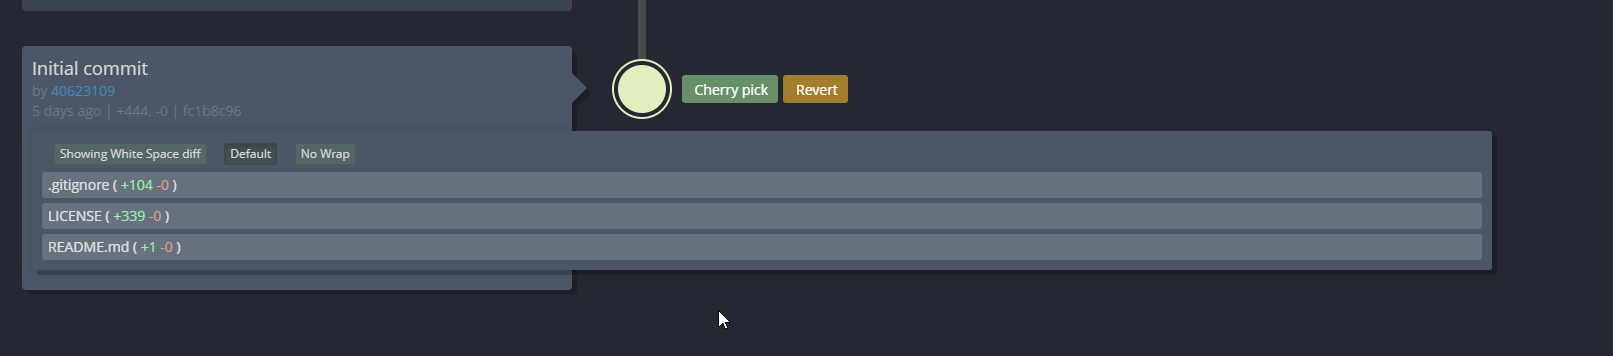 Initial commit
by 40623109
5 days ago | +444, -0 | fc1b8c96
Cherry pick Revert
Showing White Space diff Default No Wrap
.gitignore ( +104 -0 )
LICENSE ( +339 -0 )
README.md ( +1 -0 )